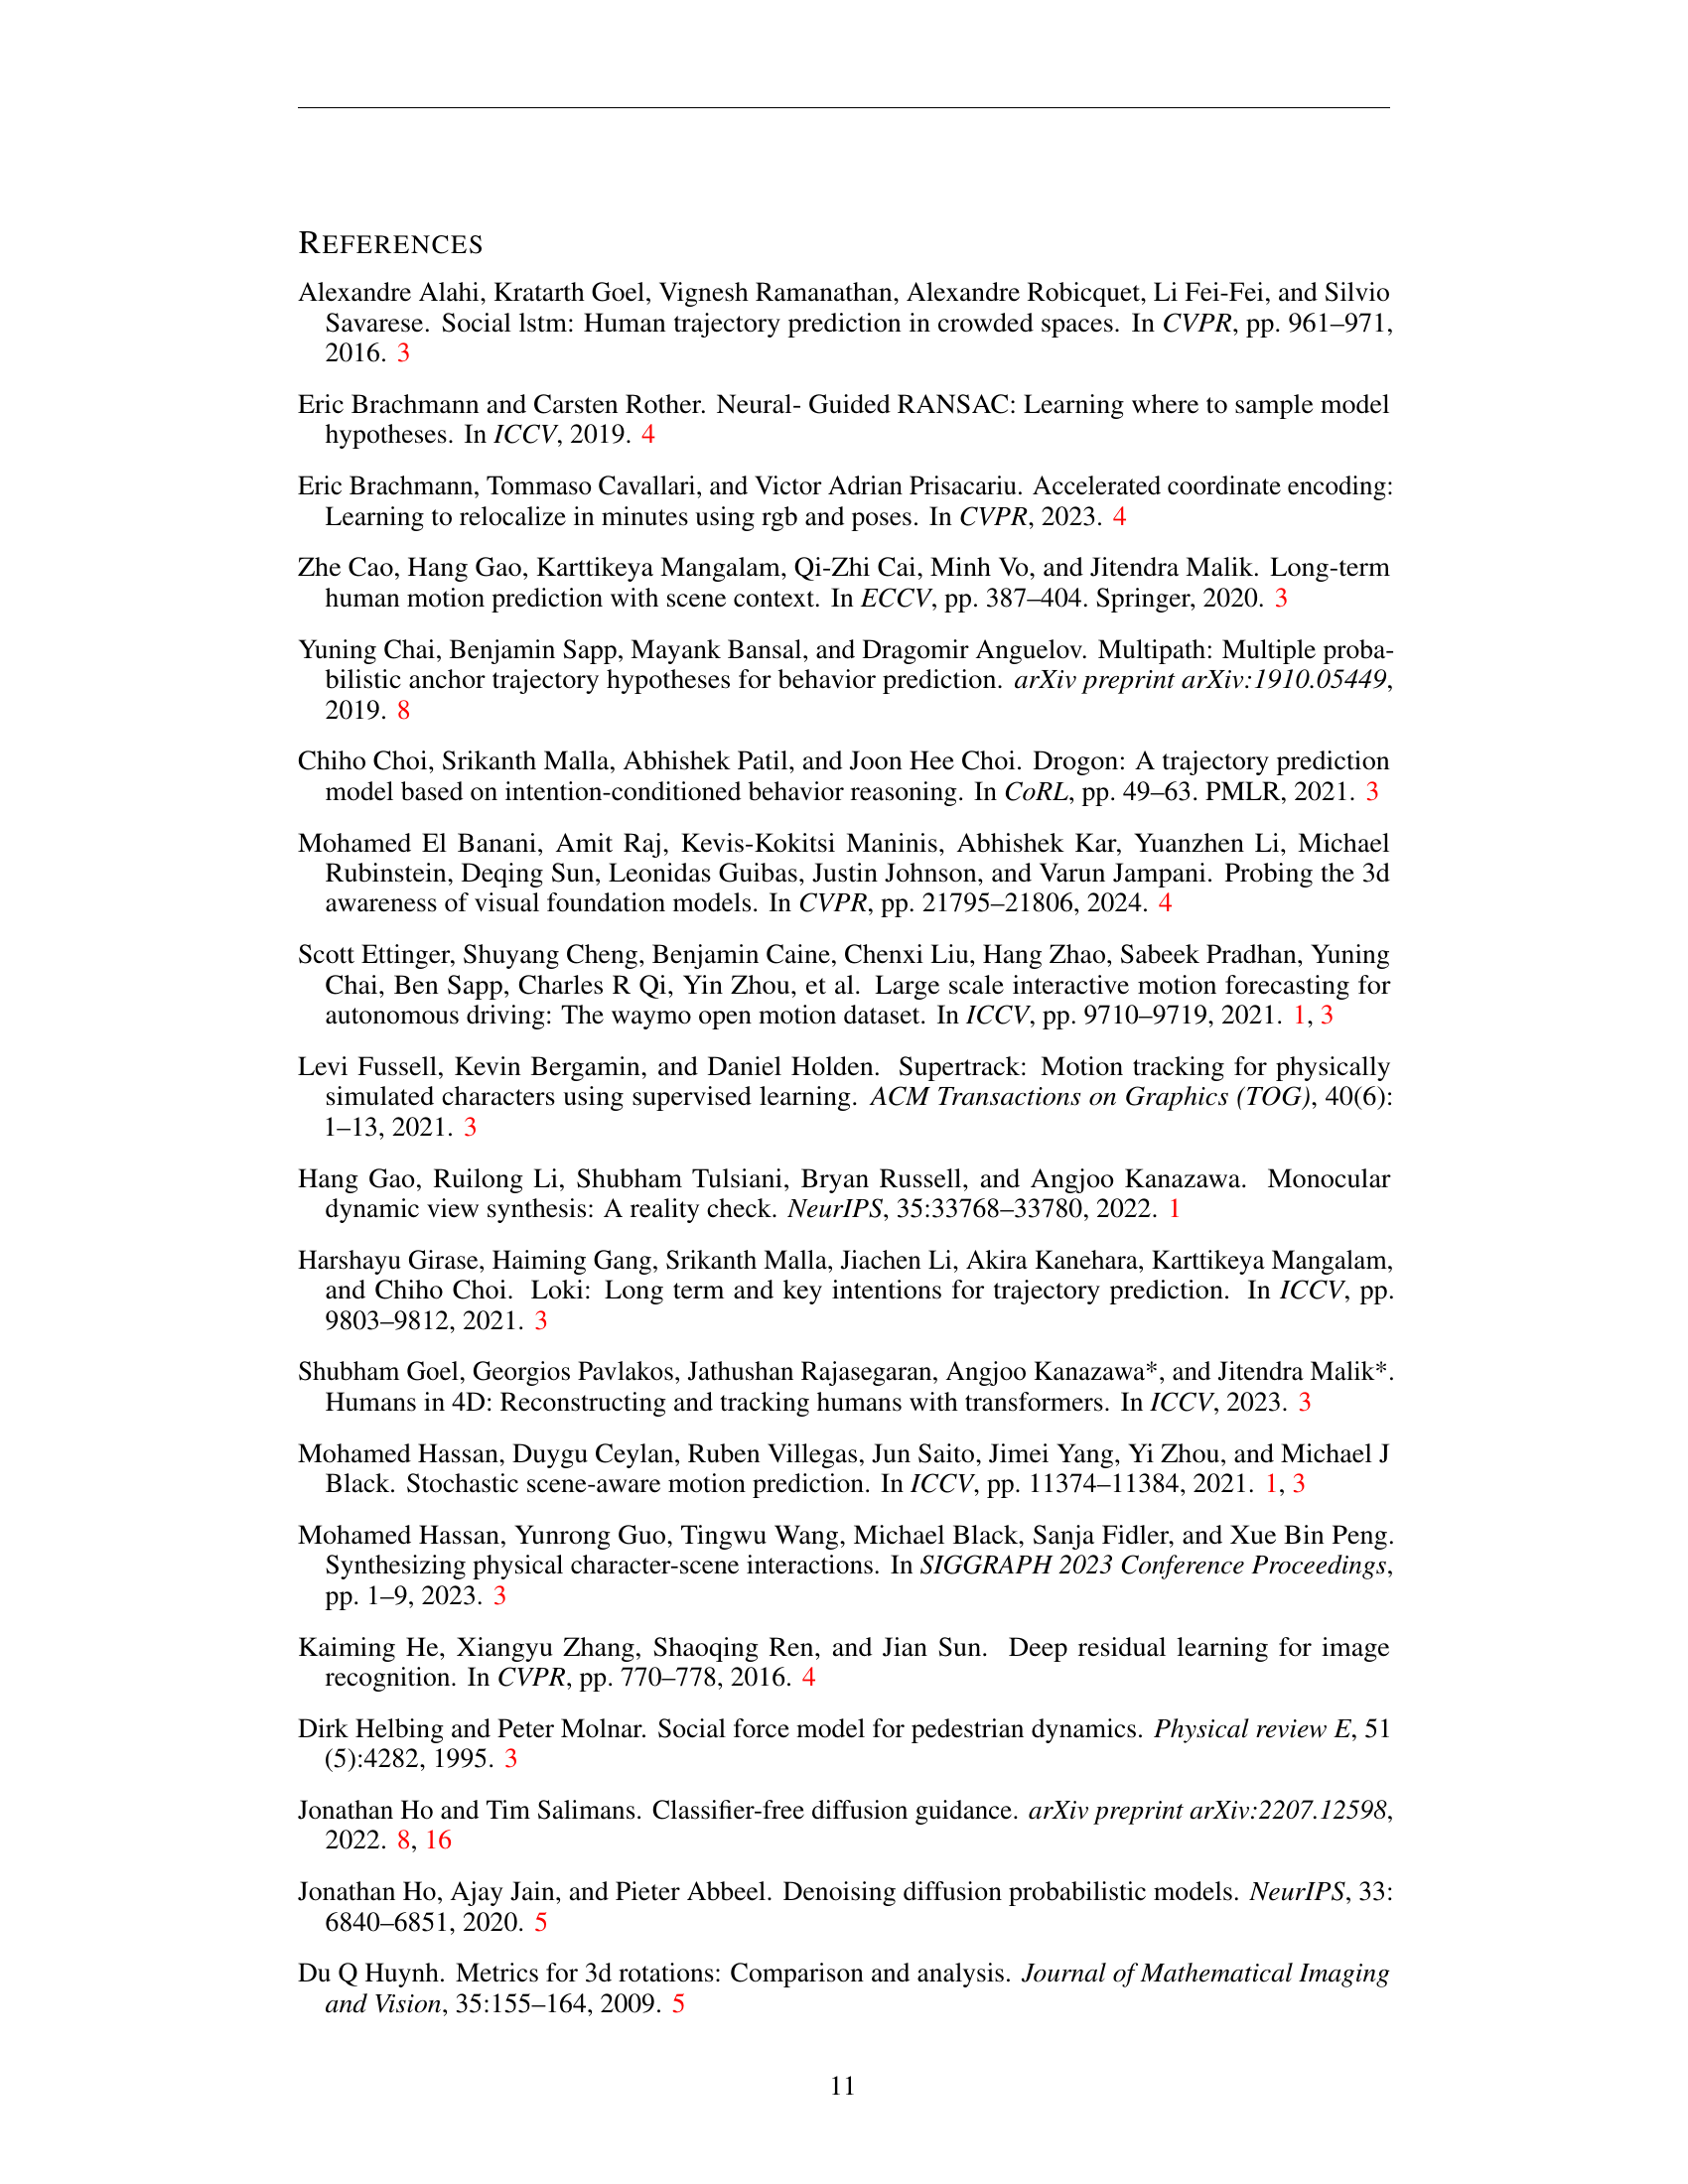 REFERENCES
Alexandre Alahi, Kratarth Goel, Vignesh Ramanathan, Alexandre Robicquet, Li Fei-Fei, and Silvio
Savarese. Social lstm: Human trajectory prediction in crowded spaces. In CVPR, pp. 961–971,
2016. 3
Eric Brachmann and Carsten Rother. Neural- Guided RANSAC: Learning where to sample model
hypotheses. In ICCV, 2019. 4
Eric Brachmann, Tommaso Cavallari, and Victor Adrian Prisacariu. Accelerated coordinate encoding:
Learning to relocalize in minutes using rgb and poses. In CVPR, 2023. 4
Zhe Cao, Hang Gao, Karttikeya Mangalam, Qi-Zhi Cai, Minh Vo, and Jitendra Malik. Long-term
human motion prediction with scene context. In ECCV, pp. 387–404. Springer, 2020. 3
Yuning Chai, Benjamin Sapp, Mayank Bansal, and Dragomir Anguelov. Multipath: Multiple proba-
bilistic anchor trajectory hypotheses for behavior prediction. arXiv preprint arXiv:1910.05449,
2019. 8
Chiho Choi, Srikanth Malla, Abhishek Patil, and Joon Hee Choi. Drogon: A trajectory prediction
model based on intention-conditioned behavior reasoning. In CoRL, pp. 49–63. PMLR, 2021. 3
Mohamed El Banani, Amit Raj, Kevis-Kokitsi Maninis, Abhishek Kar, Yuanzhen Li, Michael
Rubinstein, Deqing Sun, Leonidas Guibas, Justin Johnson, and Varun Jampani. Probing the 3d
awareness of visual foundation models. In CVPR, pp. 21795–21806, 2024. 4
Scott Ettinger, Shuyang Cheng, Benjamin Caine, Chenxi Liu, Hang Zhao, Sabeek Pradhan, Yuning
Chai, Ben Sapp, Charles R Qi, Yin Zhou, et al. Large scale interactive motion forecasting for
autonomous driving: The waymo open motion dataset. In ICCV, pp. 9710–9719, 2021. 1, 3
Levi Fussell, Kevin Bergamin, and Daniel Holden. Supertrack: Motion tracking for physically
simulated characters using supervised learning. ACM Transactions on Graphics (TOG), 40(6):
1–13, 2021. 3
Hang Gao, Ruilong Li, Shubham Tulsiani, Bryan Russell, and Angjoo Kanazawa. Monocular
dynamic view synthesis: A reality check. NeurIPS, 35:33768–33780, 2022. 1
Harshayu Girase, Haiming Gang, Srikanth Malla, Jiachen Li, Akira Kanehara, Karttikeya Mangalam,
and Chiho Choi. Loki: Long term and key intentions for trajectory prediction. In ICCV, pp.
9803–9812, 2021. 3
Shubham Goel, Georgios Pavlakos, Jathushan Rajasegaran, Angjoo Kanazawa*, and Jitendra Malik*.
Humans in 4D: Reconstructing and tracking humans with transformers. In ICCV, 2023. 3
Mohamed Hassan, Duygu Ceylan, Ruben Villegas, Jun Saito, Jimei Yang, Yi Zhou, and Michael J
Black. Stochastic scene-aware motion prediction. In ICCV, pp. 11374–11384, 2021. 1, 3
Mohamed Hassan, Yunrong Guo, Tingwu Wang, Michael Black, Sanja Fidler, and Xue Bin Peng.
Synthesizing physical character-scene interactions. In SIGGRAPH 2023 Conference Proceedings,
pp. 1–9, 2023. 3
Kaiming He, Xiangyu Zhang, Shaoqing Ren, and Jian Sun. Deep residual learning for image
recognition. In CVPR, pp. 770–778, 2016. 4
Dirk Helbing and Peter Molnar. Social force model for pedestrian dynamics. Physical review E, 51
(5):4282, 1995. 3
Jonathan Ho and Tim Salimans. Classifier-free diffusion guidance. arXiv preprint arXiv:2207.12598,
2022. 8, 16
Jonathan Ho, Ajay Jain, and Pieter Abbeel. Denoising diffusion probabilistic models. NeurIPS, 33:
6840–6851, 2020. 5
Du Q Huynh. Metrics for 3d rotations: Comparison and analysis. Journal of Mathematical Imaging
and Vision, 35:155–164, 2009. 5
11